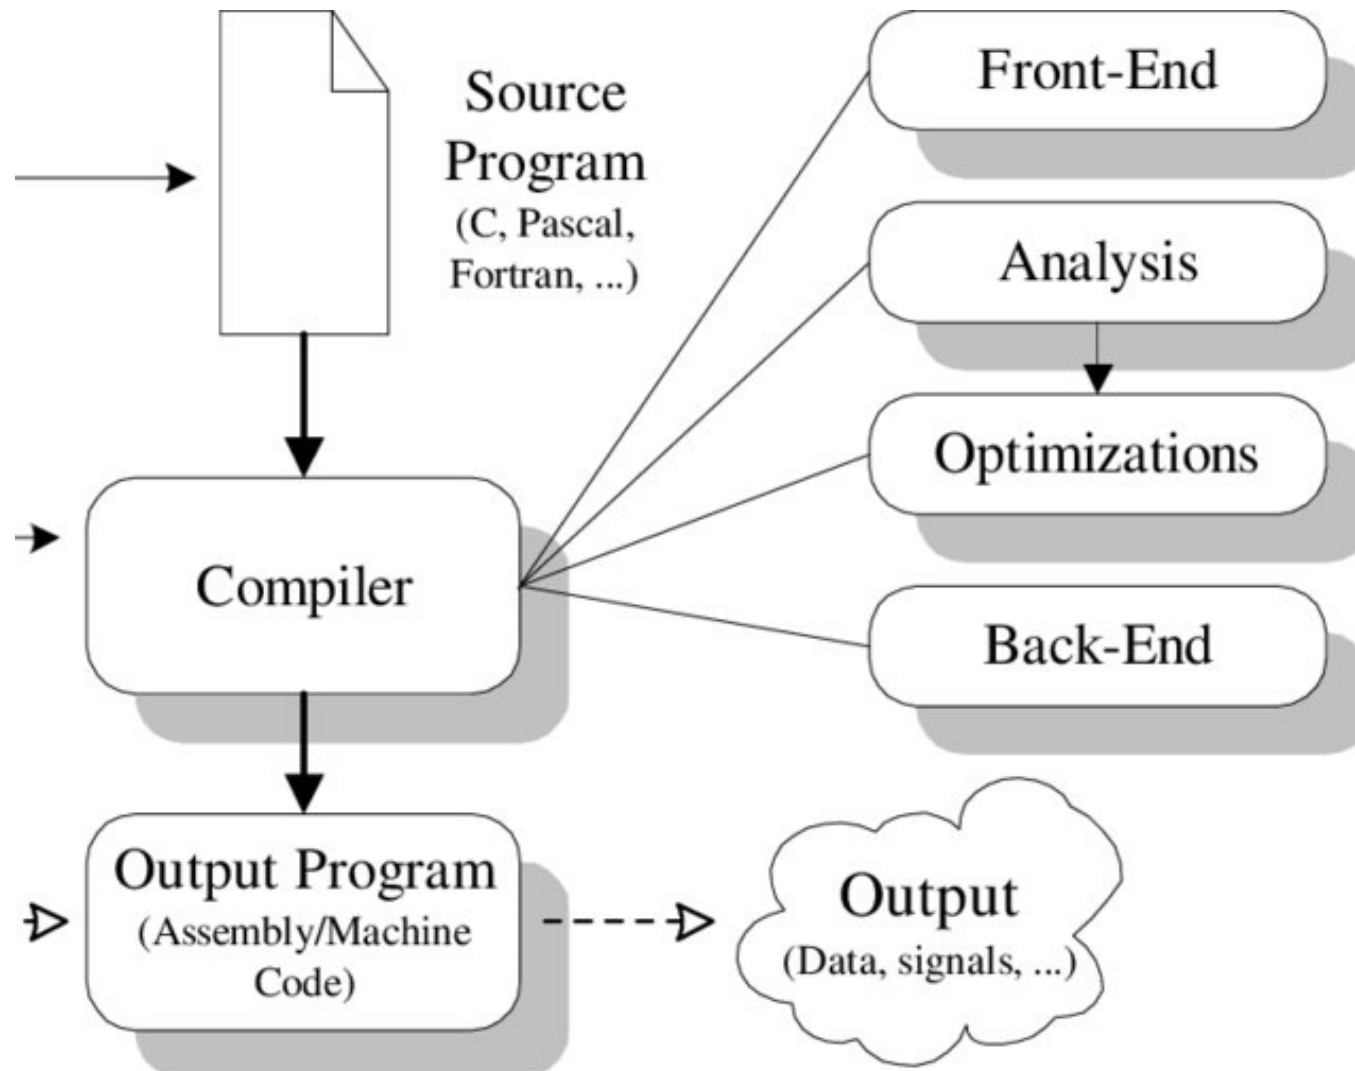 Source
Program
(C, Pascal,
Fortran, ...)
Front-End
Analysis
Optimizations
Back-End
Compiler
Output Program
(Assembly/Machine
Code)
Output
(Data, signals, ...)